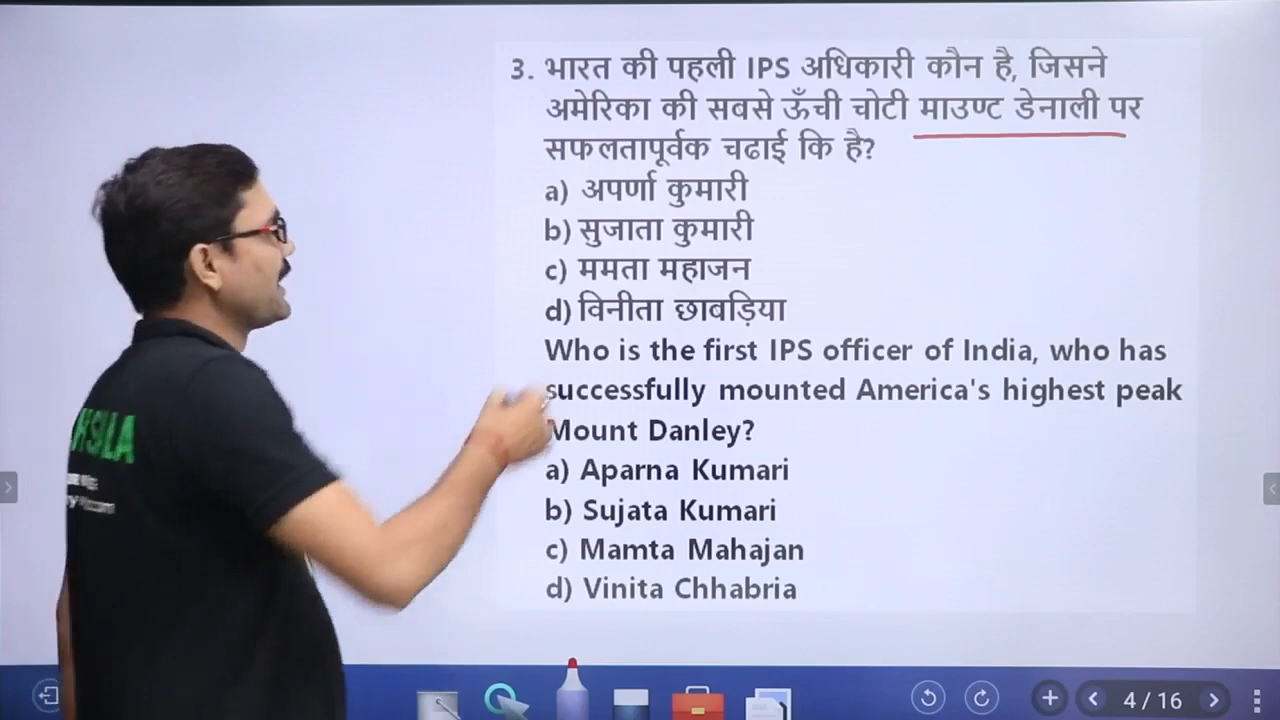 3. भारत की पहली IPS अधिकारी कौन है, जिसने
अमेरिका की सबसे ऊँची चोटी माउण्ट डेनाली पर
सफलतापूर्वक चढाई कि है?
a) अपर्णा कुमारी
b) सुजाता कुमारी
c) ममता महाजन
d) विनीता छावड़िया
Who is the first IPS officer of India, who has
successfully mounted America's highest peak
Mount Danley?
a) Aparna Kumari
b) Sujata Kumari
c) Mamta Mahajan
d) Vinita Chhabria
4 / 16